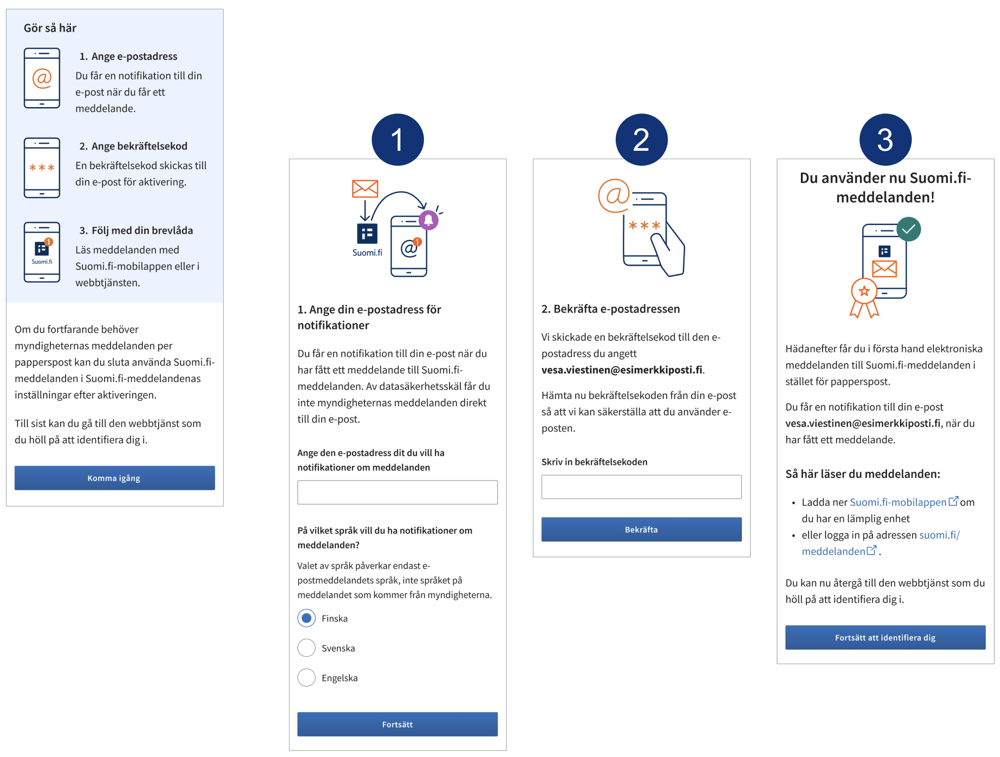 Gör så här
1. Ange e-postadress
Du får en notifikation till din
e-post när du får ett
meddelande.
2. Ange bekräftelsekod
En bekräftelsekod skickas till
din e-post för aktivering.
1
Suomi.fi
3. Följ med din brevlåda
Läs meddelanden med
Suomi.fi-mobilappen eller i
webbtjänsten.
Om du fortfarande behöver
myndigheternas meddelanden per
papperspost kan du sluta använda Suomi.fi-
meddelanden i Suomi.fi-meddelandenas
inställningar efter aktiveringen.
Till sist kan du gå till den webbtjänst som
du höll på att identifiera dig i.
Komma igång
1
Suomi.fi
@
1
1. Ange din e-postadress för
notifikationer
Du får en notifikation till din e-post när du
har fått ett meddelande till Suomi.fi-
meddelanden. Av datasäkerhetsskäl får du
inte myndigheternas meddelanden direkt
till din e-post.
Ange den e-postadress dit du vill ha
notifikationer om meddelanden
På vilket språk vill du ha notifikationer om
meddelanden?
Valet av språk påverkar endast e-
postmeddelandets språk, inte språket på
meddelandet som kommer från myndigheterna.
Finska
Svenska
Engelska
Fortsätt
2
@
***
2. Bekräfta e-postadressen
Vi skickade en bekräftelsekod till den e-
postadress du angett
vesa.viestinen@esimerkkiposti.fi.
Hämta nu bekräftelsekoden från din e-post
så att vi kan säkerställa att du använder e-
posten.
Skriv in bekräftelsekoden
Bekräfta
3
Du använder nu Suomi.fi-
meddelanden!
Hädanefter får du i första hand elektroniska
meddelanden till Suomi.fi-meddelanden i
stället för papperspost.
Du får en notifikation till din e-post
vesa.viestinen@esimerkkiposti.fi, när du
har fått ett meddelande.
Så här läser du meddelanden:
• Ladda ner Suomi.fi-mobilappen om
du har en lämplig enhet
• eller logga in på adressen suomi.fi/
meddelanden .
Du kan nu återgå till den webbtjänst som du
höll på att identifiera dig i.
Fortsätt att identifiera dig